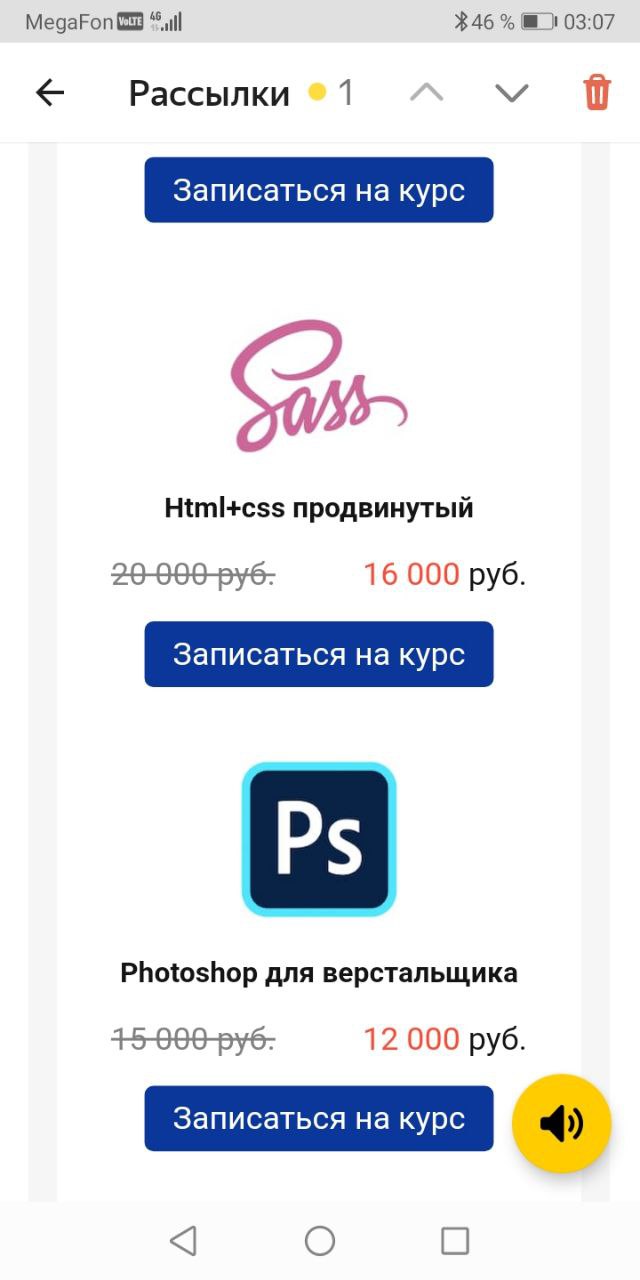 MegaFon VoLTE 4G 46 % 03:07
Рассылки 1
Записаться на курс
Sass
Html+css продвинутый
20 000 руб. 16 000 руб.
Записаться на курс
Ps
Photoshop для верстальщика
15 000 руб. 12 000 руб.
Записаться на курс